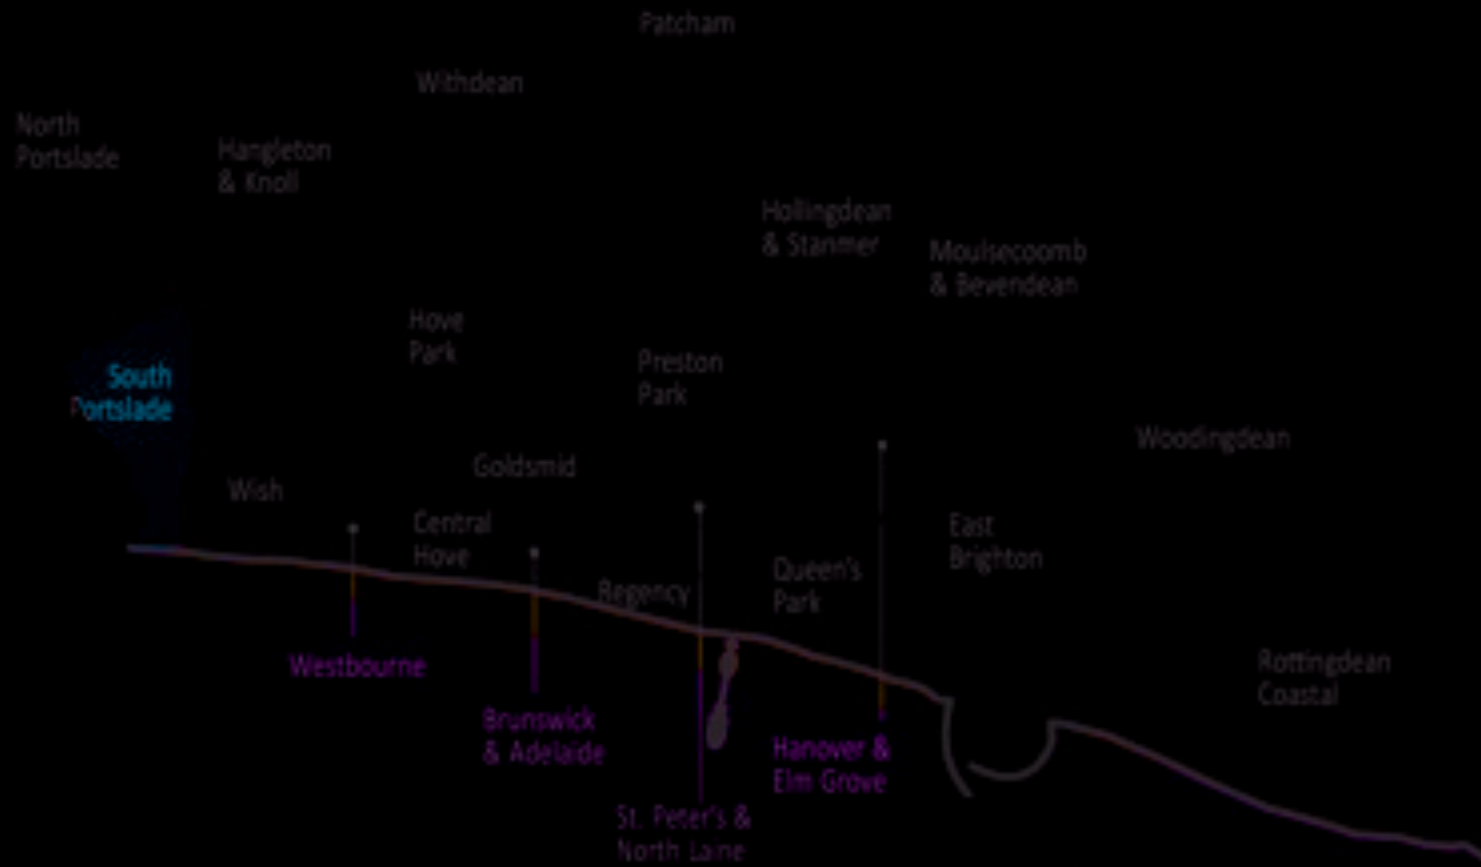 Patcham
Withdean
North
Portslade
Hangleton
& Knoll
Hollingdean
& Stanmer
Moulsecoomb
& Bevendean
Hove
Park
Preston
Park
South
Portslade
Woodingdean
Goldsmid
Wish
Central
Hove
East
Brighton
Queen's
Park
Regency
Westbourne
Rottingdean
Coastal
Brunswick
& Adelaide
Hanover &
Elm Grove
St. Peter's &
North Laine